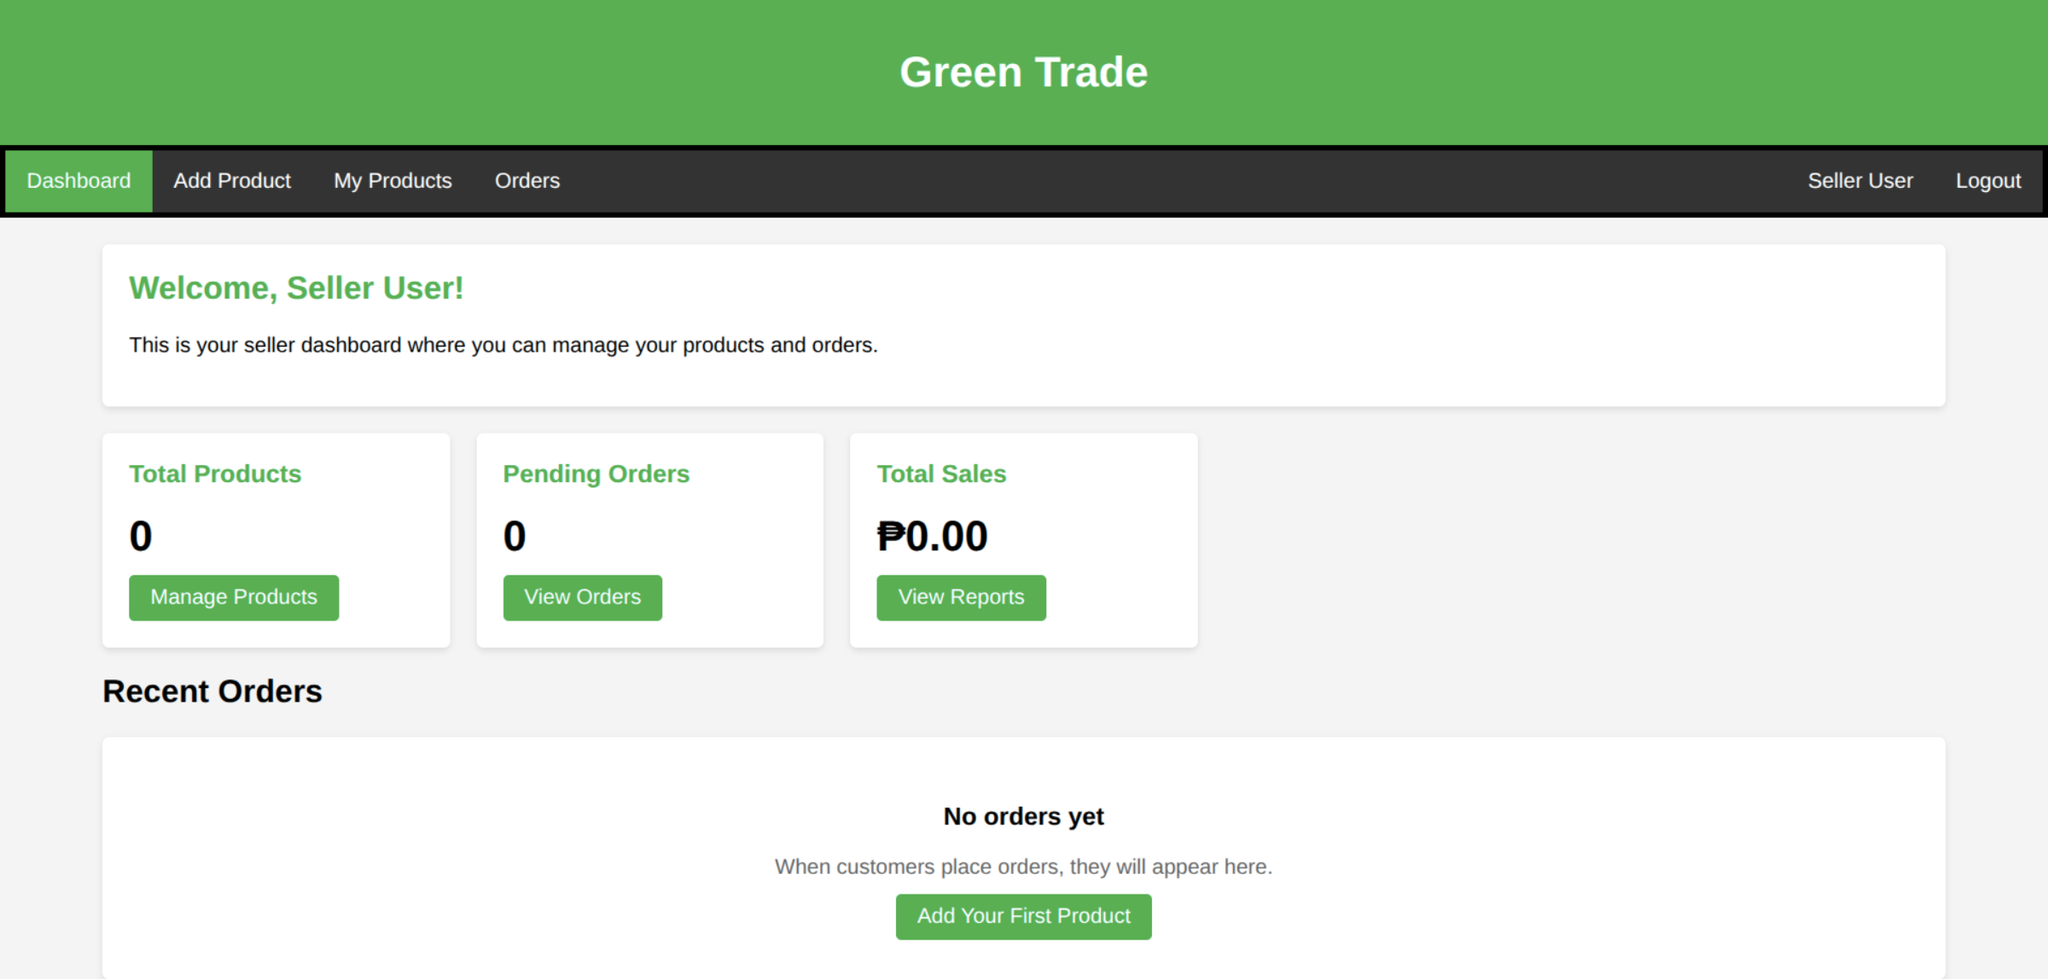 Green Trade
Dashboard Add Product My Products Orders Seller User Logout
Welcome, Seller User!
This is your seller dashboard where you can manage your products and orders.
Total Products Pending Orders Total Sales
0 0 ₱0.00
Manage Products View Orders View Reports
Recent Orders
No orders yet
When customers place orders, they will appear here.
Add Your First Product